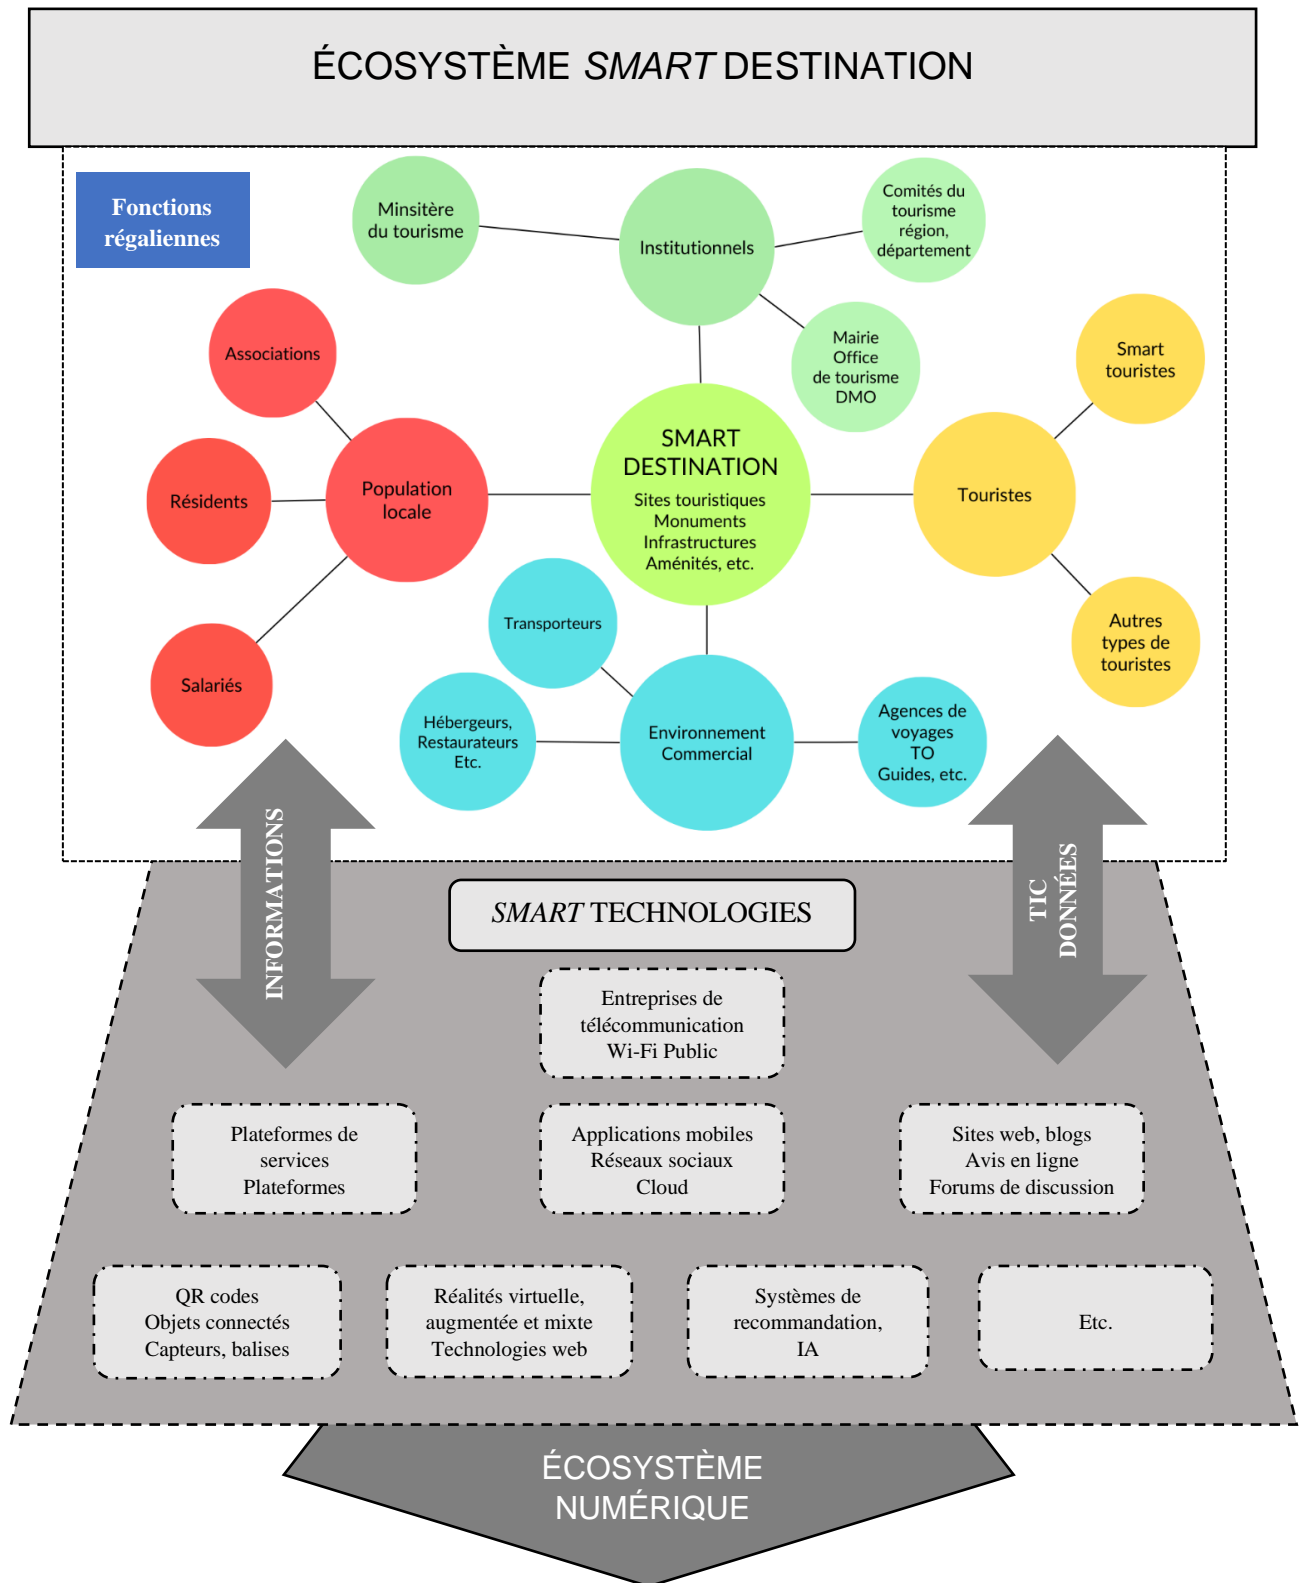 ÉCOSYSTÈME SMART DESTINATION
Fonctions
régaliennes
Minsitère
du tourisme
Institutionnels
Comités du
tourisme
région,
département
Mairie
Office
de tourisme
DMO
Associations
Résidents
Salariés
Population
locale
SMART
DESTINATION
Sites touristiques
Monuments
Infrastructures
Aménités, etc.
Touristes
Smart
touristes
Autres
types de
touristes
Transporteurs
Hébergeurs,
Restaurateurs
Etc.
Environnement
Commercial
Agences de
voyages
TO
Guides, etc.
INFORMATIONS
TIC
DONNÉES
SMART TECHNOLOGIES
Entreprises de
télécommunication
Wi-Fi Public
Plateformes de
services
Plateformes
Applications mobiles
Réseaux sociaux
Cloud
Sites web, blogs
Avis en ligne
Forums de discussion
QR codes
Objets connectés
Capteurs, balises
Réalités virtuelle,
augmentée et mixte
Technologies web
Systèmes de
recommandation,
IA
Etc.
ÉCOSYSTÈME
NUMÉRIQUE